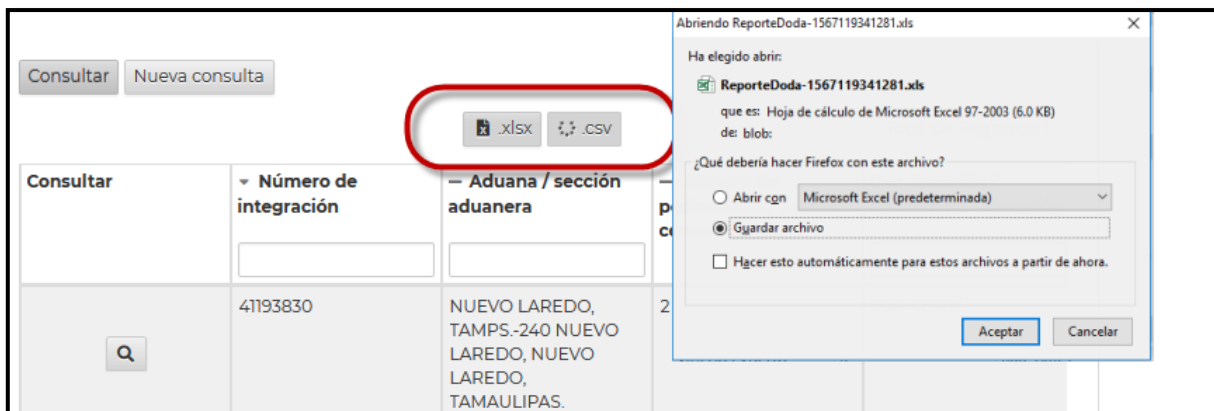 Consultar
Nueva consulta
.xlsx
.csv
Consultar
Número de
integración
Aduana / sección
aduanera
41193830
NUEVO LAREDO,
TAMPS.-240 NUEVO
LAREDO, NUEVO
LAREDO,
TAMAULIPAS.
2
Abriendo ReporteDoda-1567119341281.xls
Ha elegido abrir:
ReporteDoda-1567119341281.xls
que es: Hoja de cálculo de Microsoft Excel 97-2003 (6.0 KB)
de: blob:
¿Qué debería hacer Firefox con este archivo?
Abrir con
Microsoft Excel (predeterminada)
Guardar archivo
Hacer esto automáticamente para estos archivos a partir de ahora.
Aceptar
Cancelar